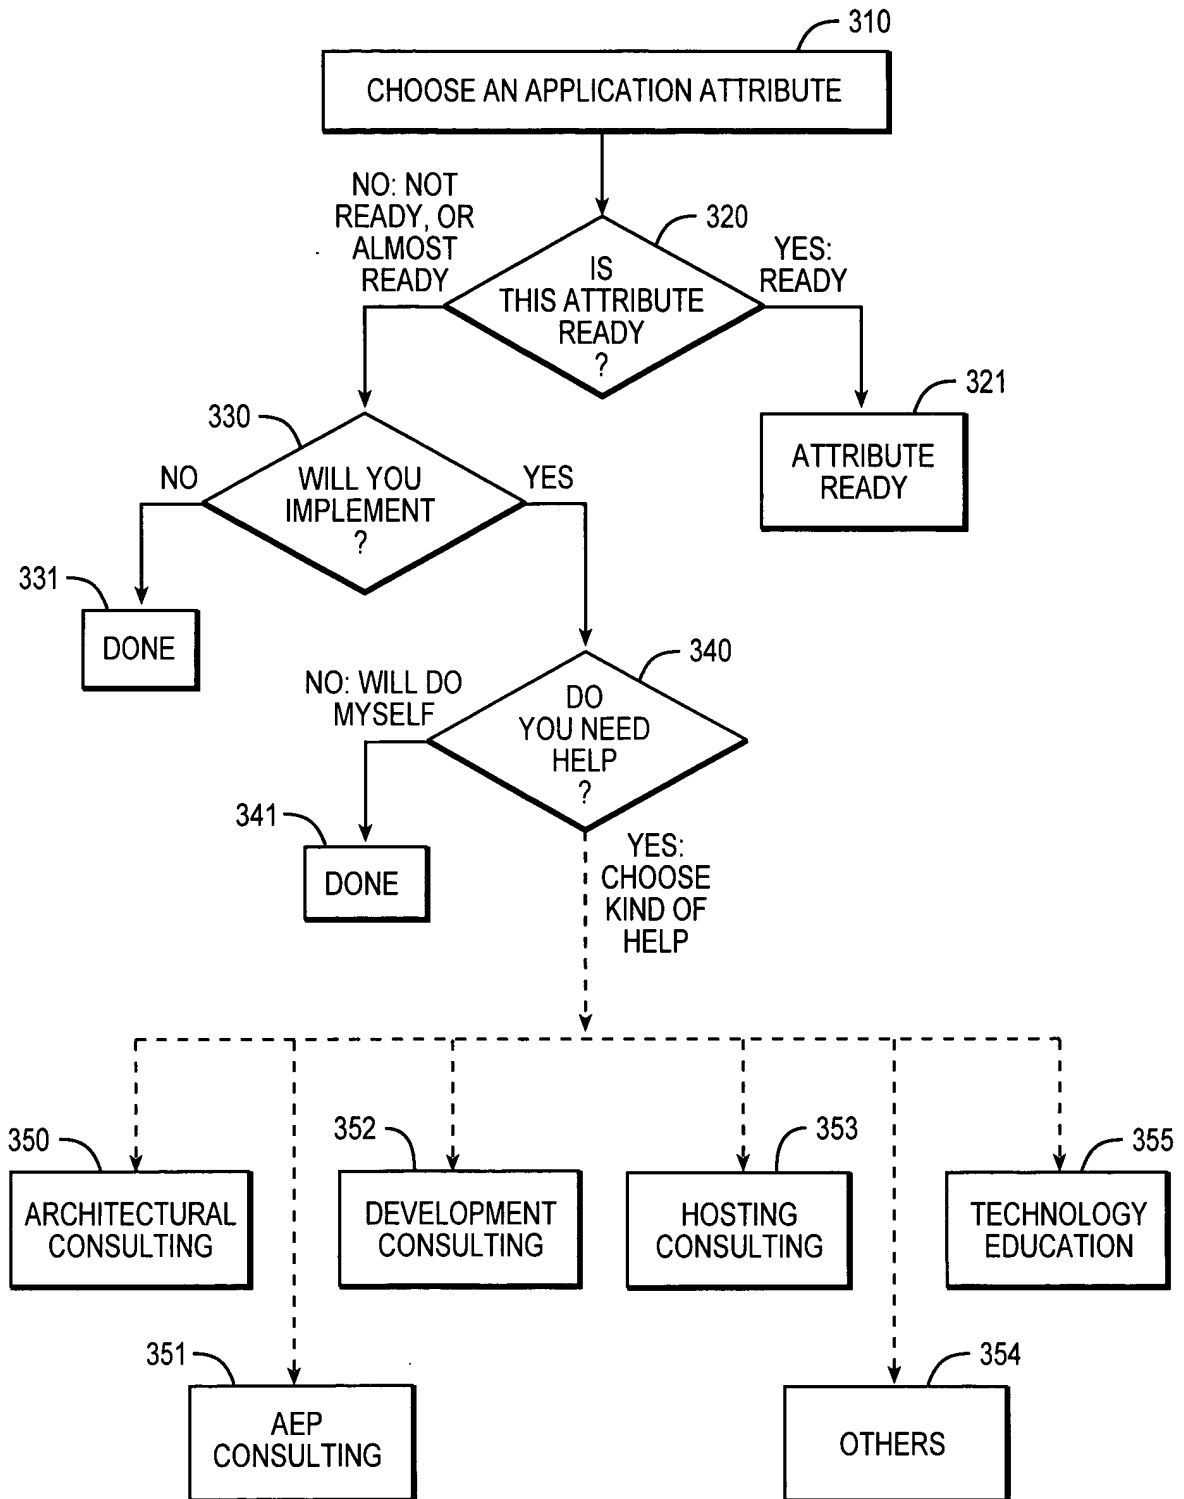 310
CHOOSE AN APPLICATION ATTRIBUTE
NO: NOT
READY, OR
ALMOST
READY
320
YES:
READY
IS
THIS ATTRIBUTE
READY
?
321
ATTRIBUTE
READY
330
NO
WILL YOU
IMPLEMENT
?
YES
331
DONE
340
NO: WILL DO
MYSELF
DO
YOU NEED
HELP
?
341
DONE
YES:
CHOOSE
KIND OF
HELP
350
ARCHITECTURAL
CONSULTING
352
DEVELOPMENT
CONSULTING
353
HOSTING
CONSULTING
355
TECHNOLOGY
EDUCATION
351
AEP
CONSULTING
354
OTHERS